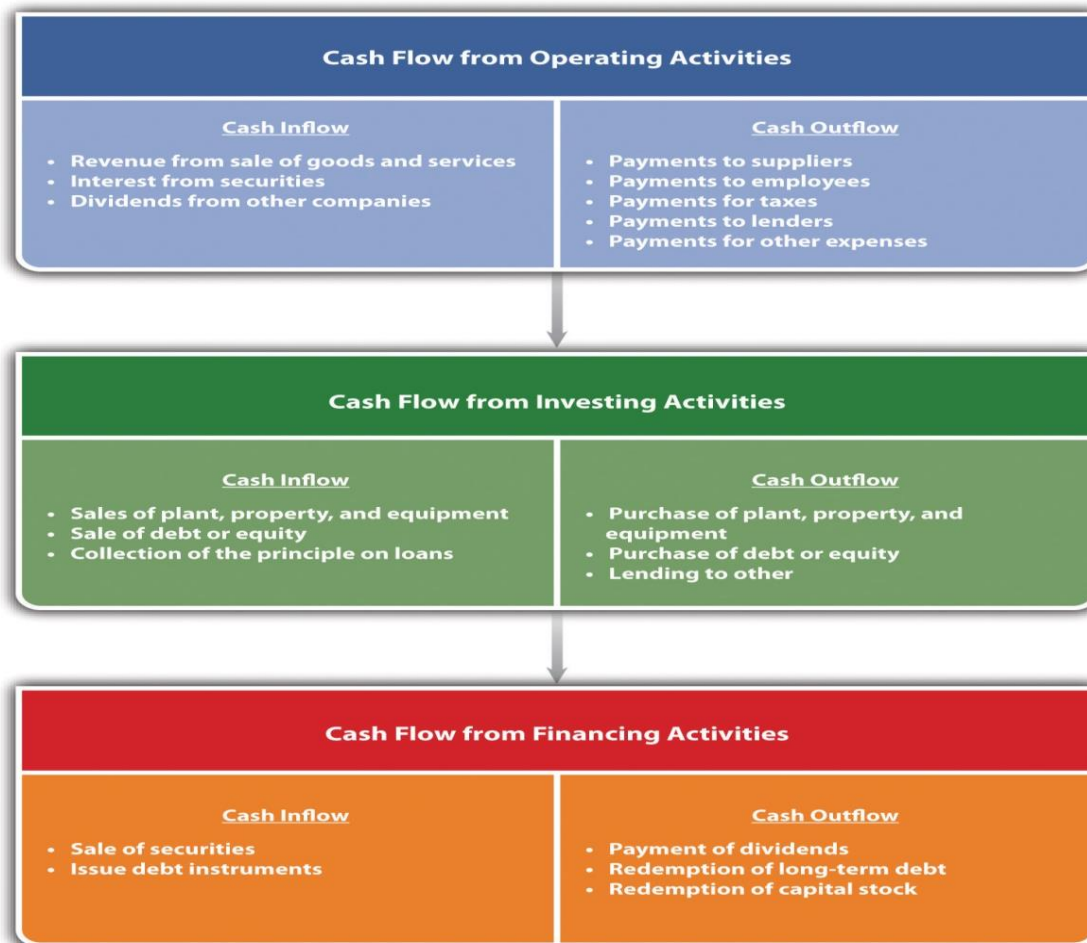 Cash Flow from Operating Activities
Cash Inflow
• Revenue from sale of goods and services
• Interest from securities
• Dividends from other companies
Cash Outflow
• Payments to suppliers
• Payments to employees
• Payments for taxes
• Payments to lenders
• Payments for other expenses
Cash Flow from Investing Activities
Cash Inflow
• Sales of plant, property, and equipment
• Sale of debt or equity
• Collection of the principle on loans
Cash Outflow
• Purchase of plant, property, and
equipment
• Purchase of debt or equity
• Lending to other
Cash Flow from Financing Activities
Cash Inflow
• Sale of securities
• Issue debt instruments
Cash Outflow
• Payment of dividends
• Redemption of long-term debt
• Redemption of capital stock